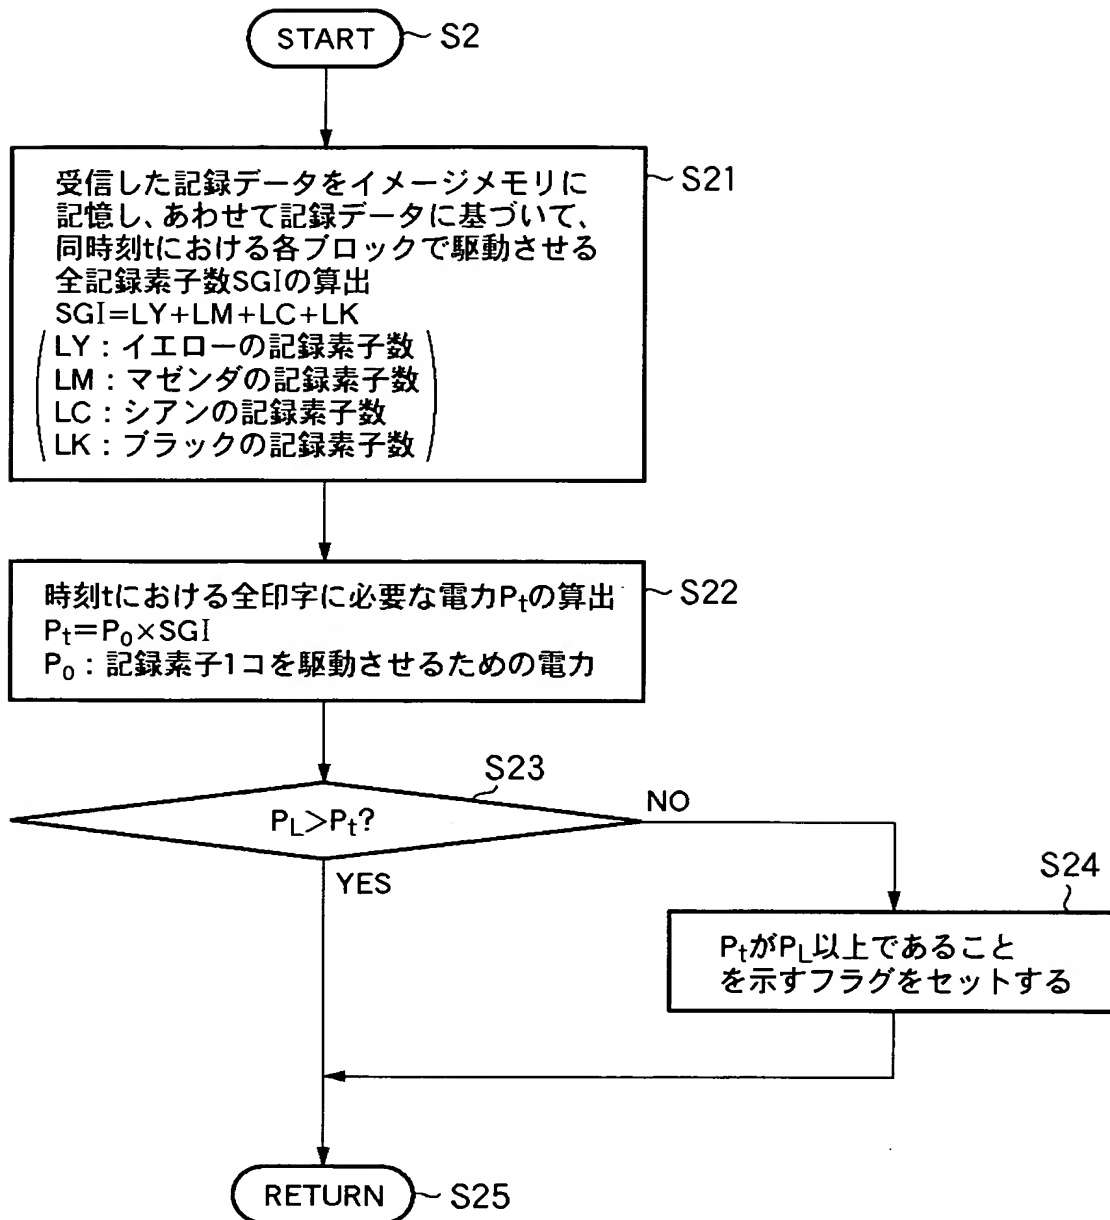 START
S2
受信した記録データをイメージメモリに
記憶し、あわせて記録データに基づいて、
同時刻tにおける各ブロックで駆動させる
全記録素子数SGIの算出
SGI=LY+LM+LC+LK
LY：イエローの記録素子数
LM：マゼンダの記録素子数
LC：シアンの記録素子数
LK：ブラックの記録素子数
S21
時刻tにおける全印字に必要な電力Ptの算出
Pt=P0×SGI
P0：記録素子1コを駆動させるための電力
S22
S23
PL>Pt?
NO
YES
S24
PtがPL以上であること
を示すフラグをセットする
RETURN
S25